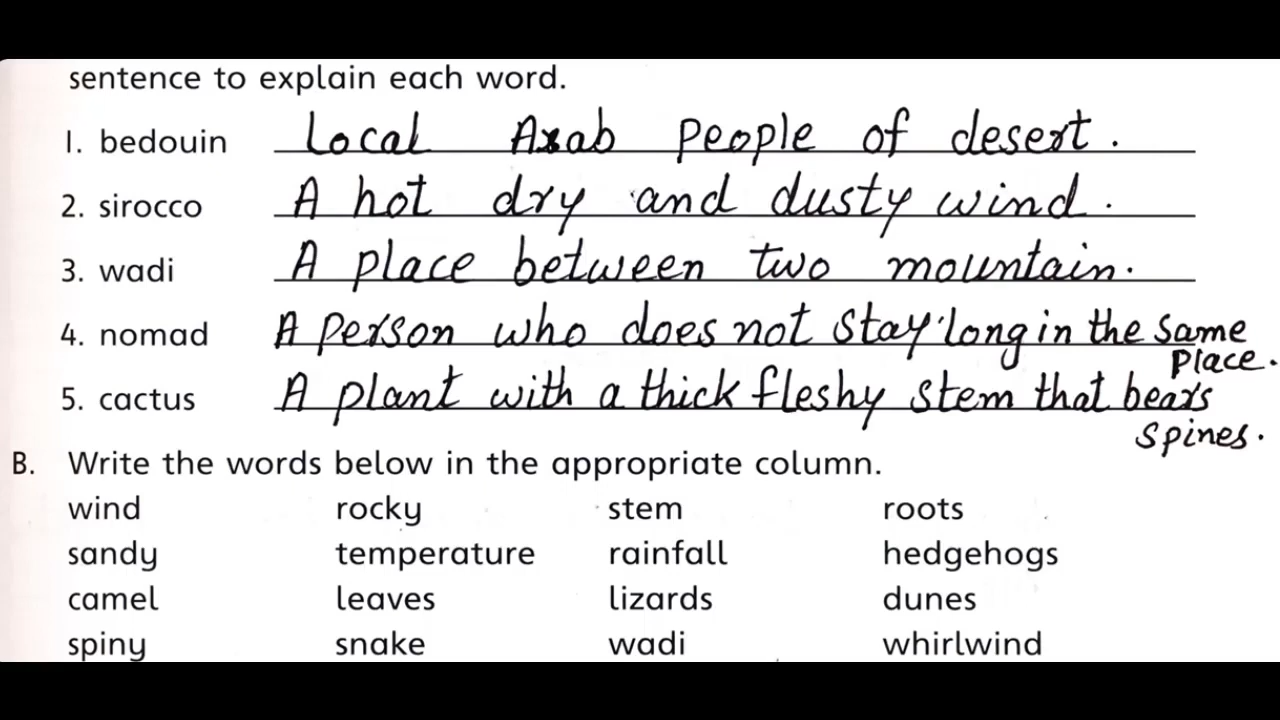 sentence to explain each word.
1. bedouin Local Arab People of desert.
2. sirocco A hot dry and dusty wind.
3. wadi A place between two mountain.
4. nomad A person who does not stay long in the same
place.
5. cactus A plant with a thick fleshy stem that bears
spines.
B. Write the words below in the appropriate column.
wind rocky stem roots
sandy temperature rainfall hedgehogs
camel leaves lizards dunes
spiny snake wadi whirlwind